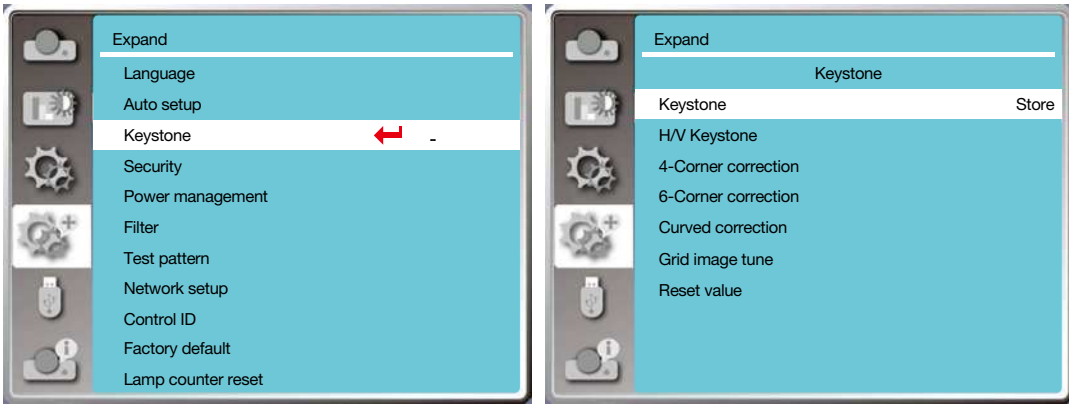 Expand
Language
Auto setup
Keystone -
Security
Power management
Filter
Test pattern
Network setup
Control ID
Factory default
Lamp counter reset
Expand
Keystone
Keystone Store
H/V Keystone
4-Corner correction
6-Corner correction
Curved correction
Grid image tune
Reset value